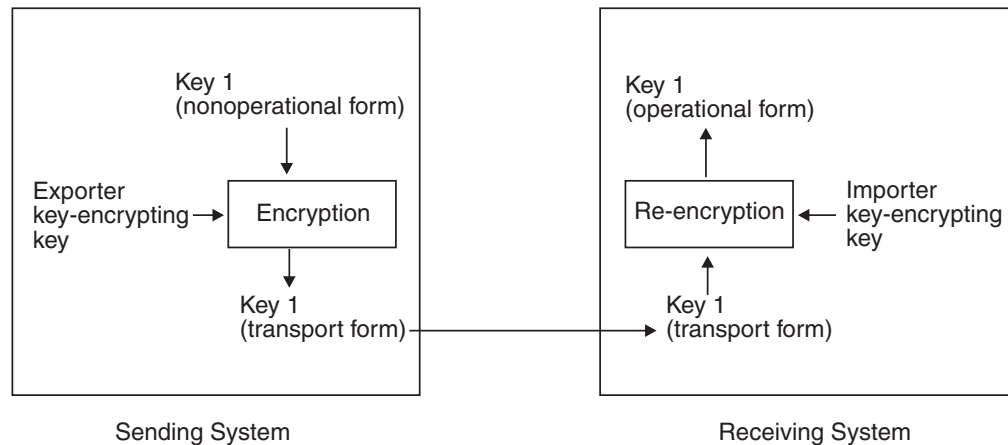 Key 1
(nonoperational form)
Exporter
key-encrypting
key
Encryption
Key 1
(transport form)
Sending System
Key 1
(operational form)
Re-encryption
Importer
key-encrypting
key
Key 1
(transport form)
Receiving System